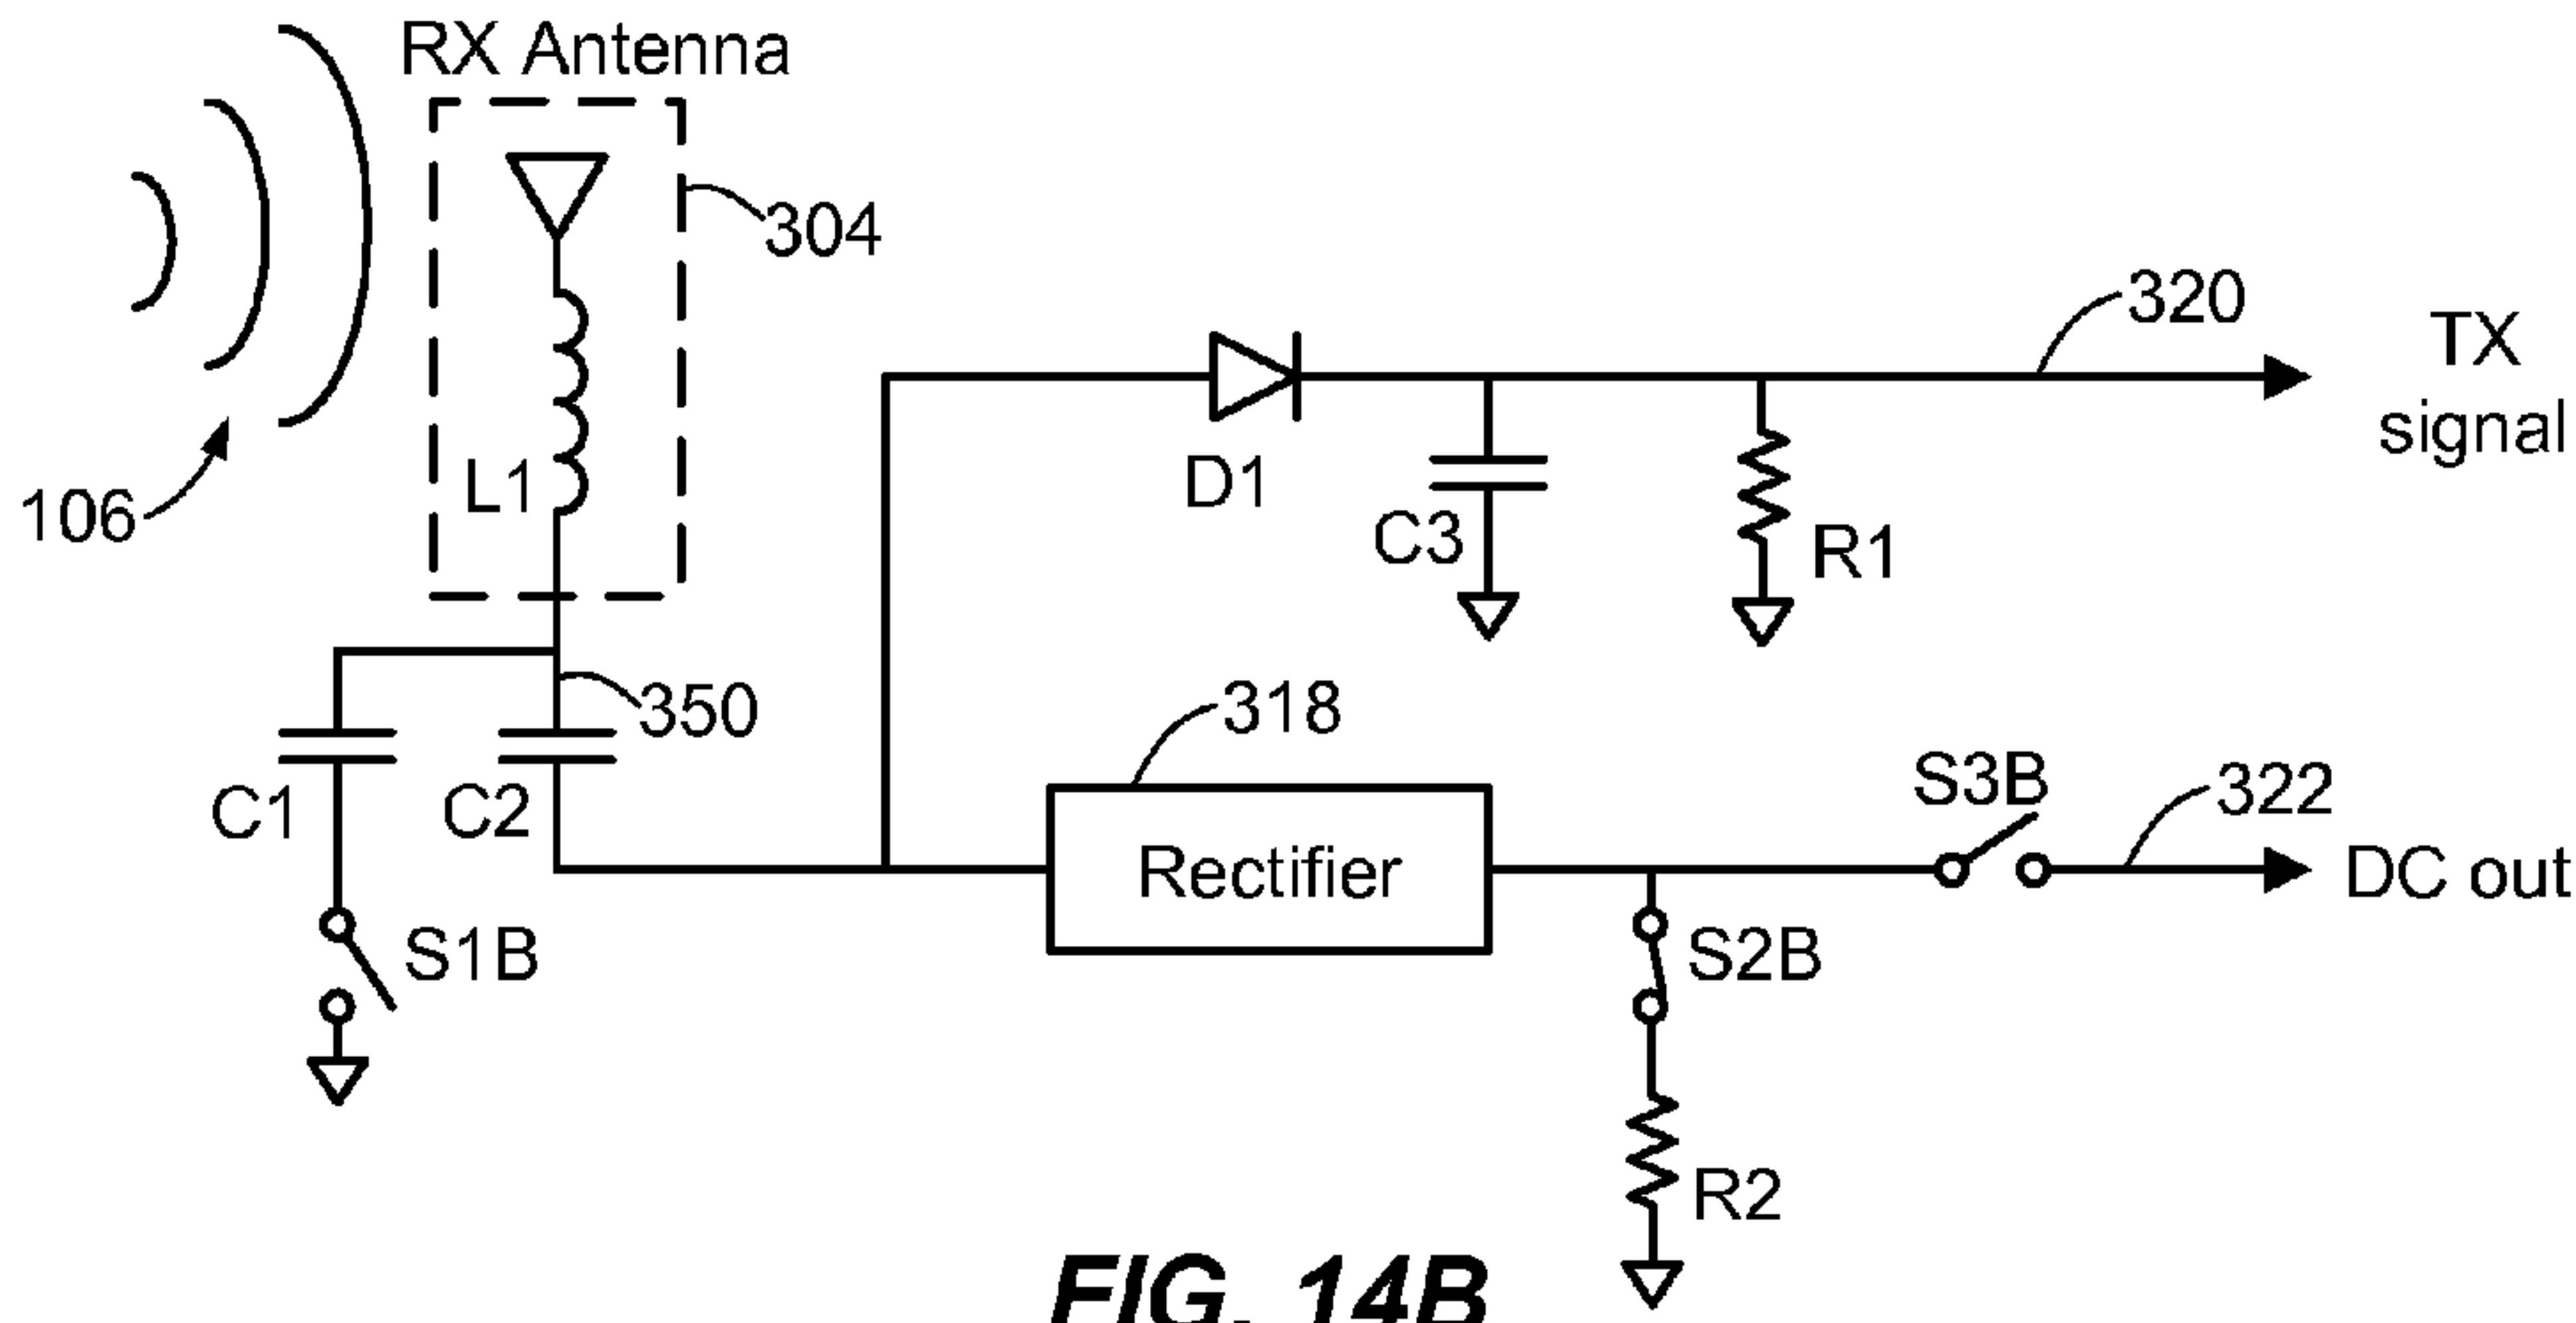 RX Antenna
304
L1
106
320
TX
signal
D1
C3
R1
350
318
C1
C2
Rectifier
S3B
322
DC out
S1B
S2B
R2
FIG. 14B